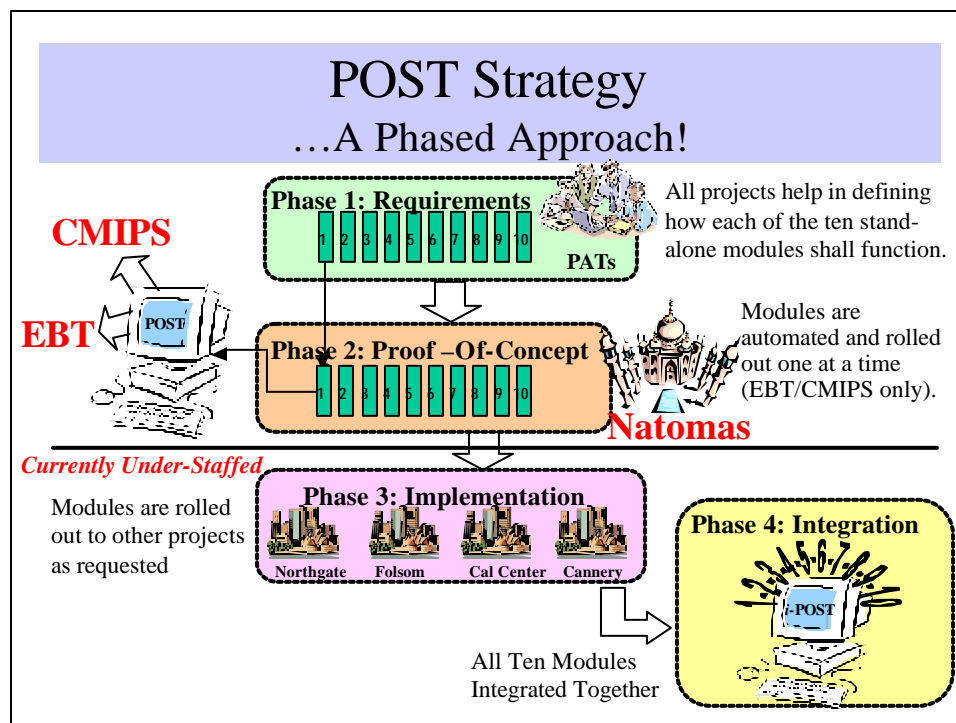 POST Strategy
…A Phased Approach!
Phase 1: Requirements
1 2 3 4 5 6 7 8 9 10
PATs
All projects help in defining
how each of the ten stand-
alone modules shall function.
CMIPS
EBT
POST
Phase 2: Proof –Of-Concept
1 2 3 4 5 6 7 8 9 10
Modules are
automated and rolled
out one at a time
(EBT/CMIPS only).
Natomas
Currently Under-Staffed
Modules are rolled
out to other projects
as requested
Phase 3: Implementation
Northgate Folsom Cal Center Cannery
Phase 4: Integration
i-POST
All Ten Modules
Integrated Together